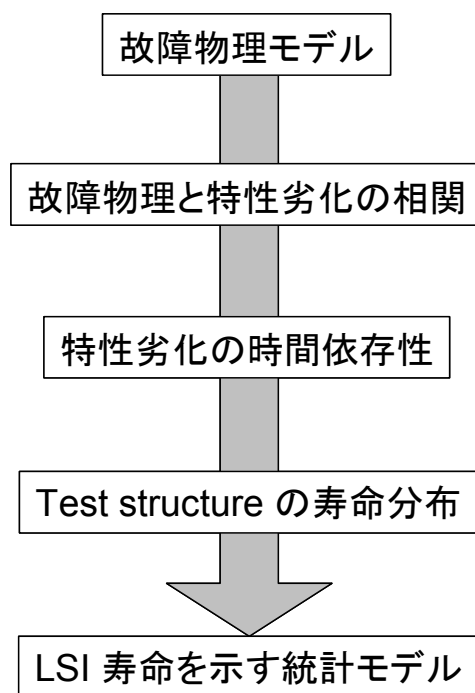 故障物理モデル
故障物理と特性劣化の相関
特性劣化の時間依存性
Test structure の寿命分布
LSI 寿命を示す統計モデル